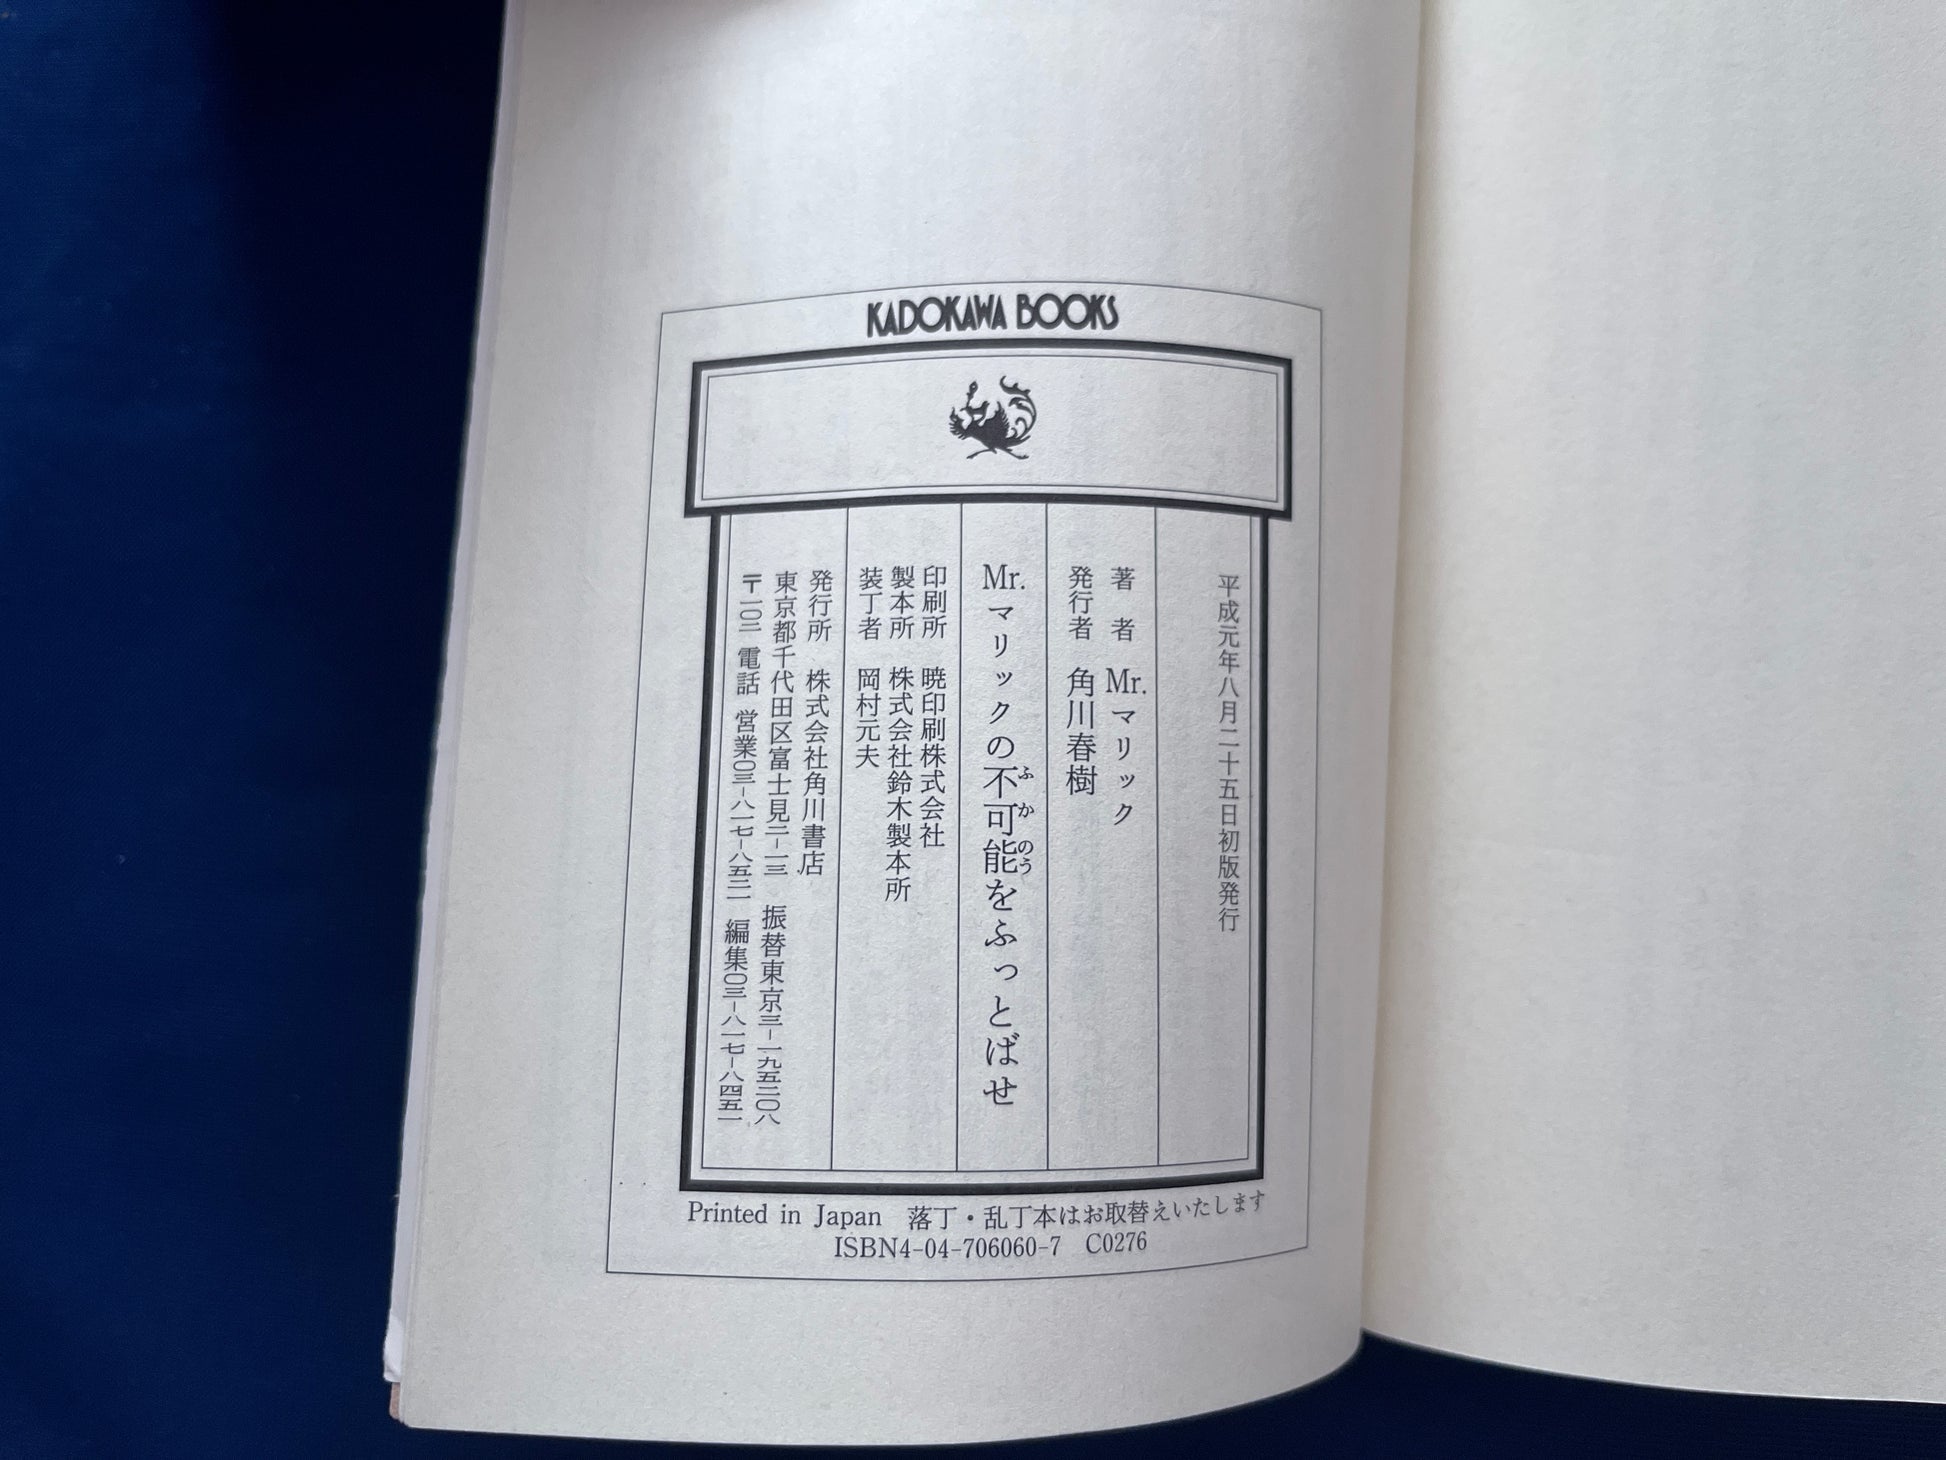 KADOKAWA BOOKS
平成元年八月二十五日初版発行
著者 Mr.マリック
発行者 角川春樹
Mr.マリックの不可能をふっとばせ
ふかのう
印刷所 暁印刷株式会社
製本所 株式会社鈴木製本所
装丁者 岡村元夫
発行所 株式会社角川書店
東京都千代田区富士見二-一三 振替東京三-一九五二〇八
〒一〇二 電話 営業〇三-八一七-八五二一 編集〇三-八一七-八四五一
Printed in Japan 落丁・乱丁本はお取替えいたします
ISBN4-04-706060-7 C0276